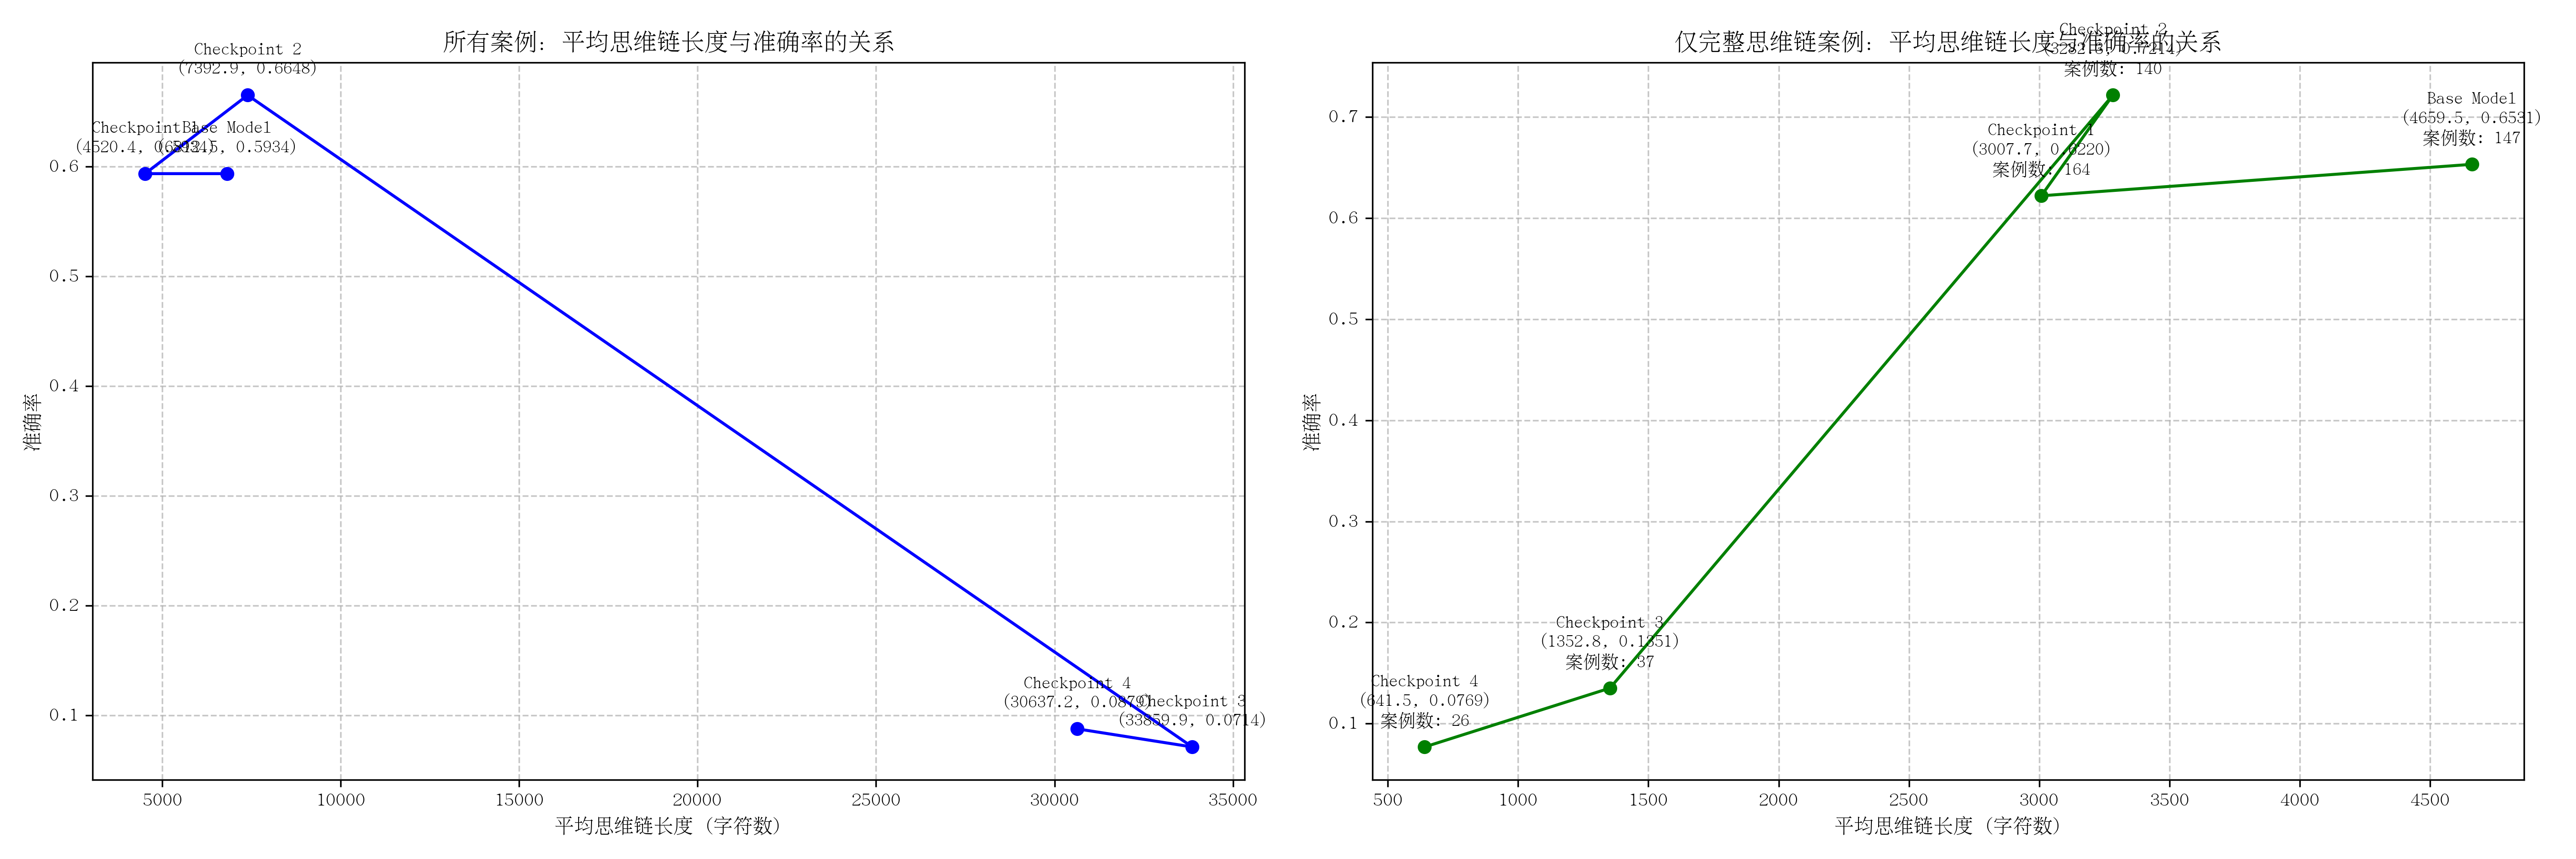 所有案例：平均思维链长度与准确率的关系
Checkpoint 2
(7392.9, 0.6648)
Checkpoint 1
Base Model
(4520.4, 0.5934)
0.5934)
Checkpoint 4
(30637.2, 0.0879)
Checkpoint 3
(33859.9, 0.0714)
0.6
0.5
0.4
0.3
0.2
0.1
准确率
5000
10000
15000
20000
25000
30000
35000
平均思维链长度 (字符数)
仅完整思维链案例：平均思维链长度与准确率的关系
Checkpoint 2
案例数: 140
Base Model
(4659.5, 0.6531)
案例数: 147
Checkpoint 1
(3007.7, 0.6220)
案例数: 164
Checkpoint 3
(1352.8, 0.1351)
案例数: 37
Checkpoint 4
(641.5, 0.0769)
案例数: 26
0.7
0.6
0.5
0.4
0.3
0.2
0.1
准确率
500
1000
1500
2000
2500
3000
3500
4000
4500
平均思维链长度 (字符数)